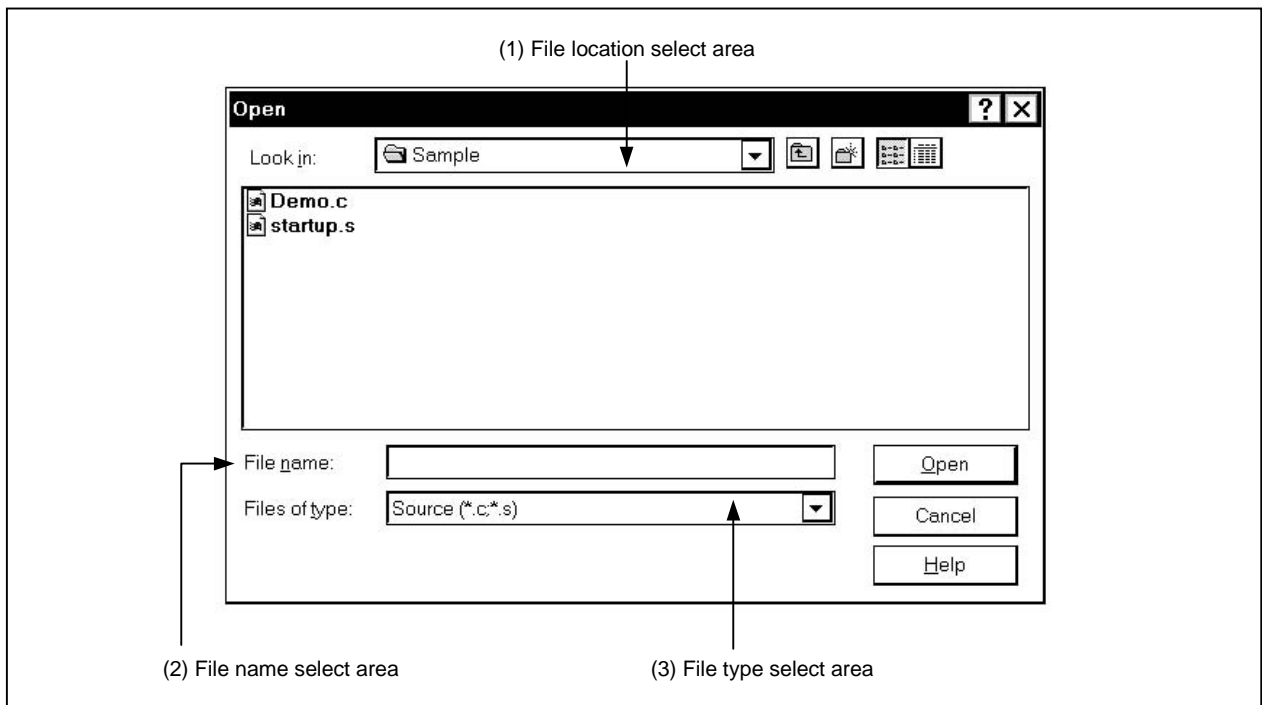 (1) File location select area
Open
Look in:
Sample
Demo.c
startup.s
File name:
Open
Files of type:
Source (*.c;*.s)
Cancel
Help
(2) File name select area
(3) File type select area